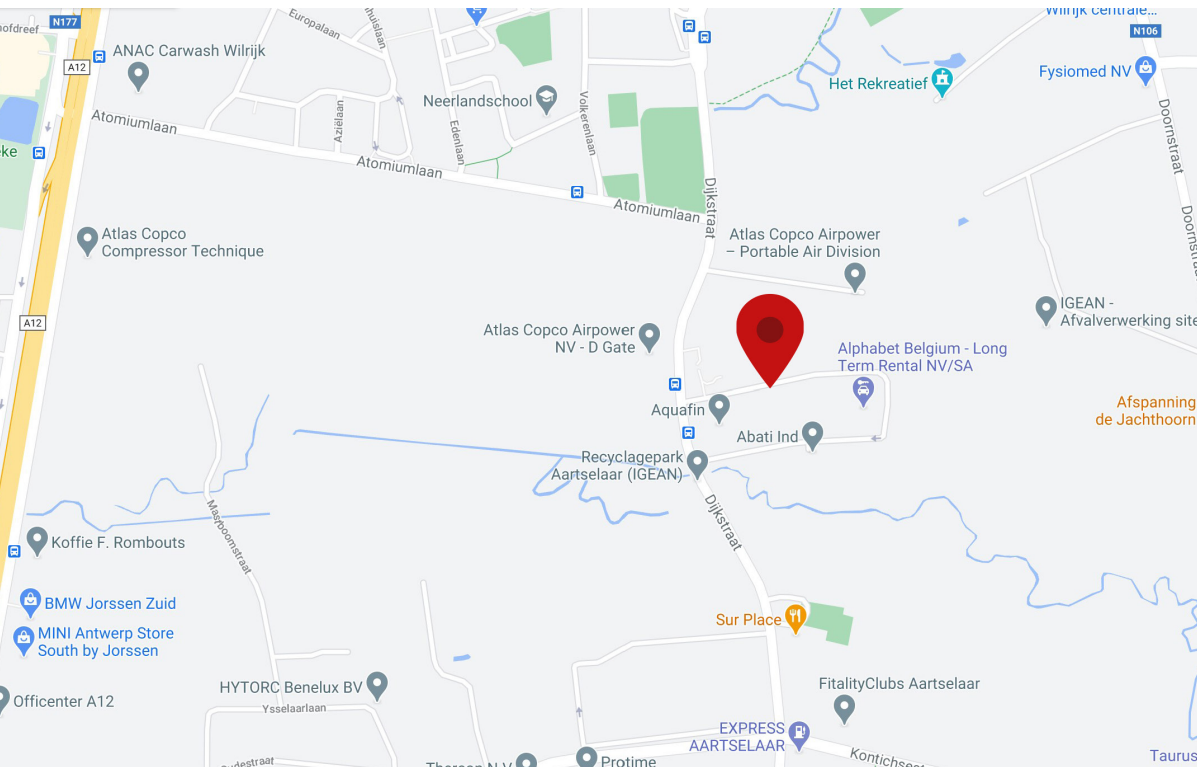 Wilrijk centrale...
N177
Europalaan
N106
ANAC Carwash Wilrijk
A12
Fysiomed NV
Het Rekreatief
Neerlandschool
Volkerenlaan
Aziëlaan
Edenlaan
Doornstraat
Atomiumlaan
Atomiumlaan
Atomiumlaan
Dijkstraat
Atlas Copco
Compressor Technique
Atlas Copco Airpower
– Portable Air Division
A12
IGEAN -
Afvalverwerking site
Atlas Copco Airpower
NV - D Gate
Alphabet Belgium - Long
Term Rental NV/SA
Afspanning
de Jachthoorn
Aquafin
Abati Ind
Recyclagepark
Aartselaar (IGEAN)
Dijkstraat
Masyboomstraat
Koffie F. Rombouts
BMW Jorssen Zuid
MINI Antwerp Store
South by Jorssen
Sur Place
HYTORC Benelux BV
Officenter A12
Ysselaarlaan
FitalityClubs Aartselaar
EXPRESS
AARTSELAAR
Protime
Taurus